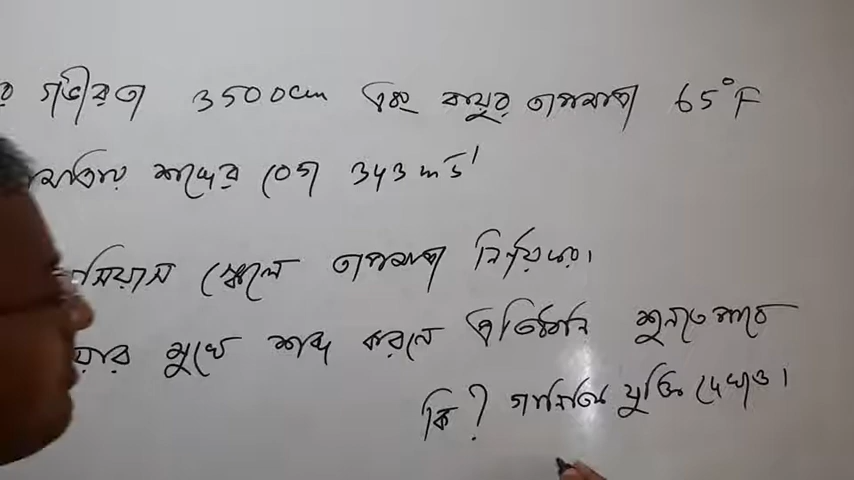 র গভীরতা 3500cm এবং বায়ুর তাপমাত্রা 65°F
শব্দের বেগ 343 ms⁻¹
সিয়াস স্কেলে তাপমাত্রা নির্ণয় কর।
য়ার মুখে শব্দ করলে প্রতিধ্বনি শুনতে পাবে
কি? গাণিতিক যুক্তি দেখাও।